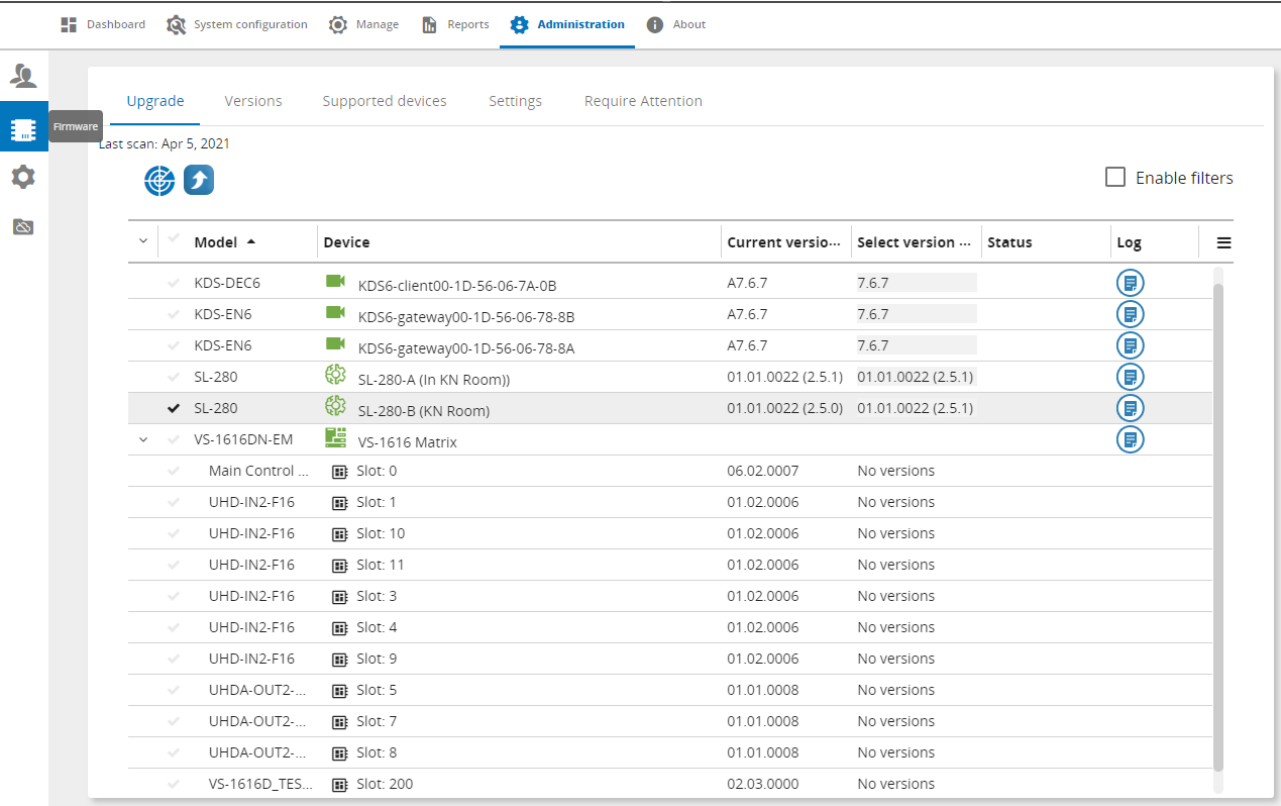 Dashboard System configuration Manage Reports Administration About
Upgrade Versions Supported devices Settings Require Attention
Firmware
Last scan: Apr 5, 2021
Enable filters
Model Device Current versio... Select version ... Status Log
KDS-DEC6 KDS6-client00-1D-56-06-7A-0B A7.6.7 7.6.7
KDS-EN6 KDS6-gateway00-1D-56-06-78-8B A7.6.7 7.6.7
KDS-EN6 KDS6-gateway00-1D-56-06-78-8A A7.6.7 7.6.7
SL-280 SL-280-A (In KN Room)) 01.01.0022 (2.5.1) 01.01.0022 (2.5.1)
SL-280 SL-280-B (KN Room) 01.01.0022 (2.5.0) 01.01.0022 (2.5.1)
VS-1616DN-EM VS-1616 Matrix
Main Control ... Slot: 0 06.02.0007 No versions
UHD-IN2-F16 Slot: 1 01.02.0006 No versions
UHD-IN2-F16 Slot: 10 01.02.0006 No versions
UHD-IN2-F16 Slot: 11 01.02.0006 No versions
UHD-IN2-F16 Slot: 3 01.02.0006 No versions
UHD-IN2-F16 Slot: 4 01.02.0006 No versions
UHD-IN2-F16 Slot: 9 01.02.0006 No versions
UHDA-OUT2-... Slot: 5 01.01.0008 No versions
UHDA-OUT2-... Slot: 7 01.01.0008 No versions
UHDA-OUT2-... Slot: 8 01.01.0008 No versions
VS-1616D_TES... Slot: 200 02.03.0000 No versions